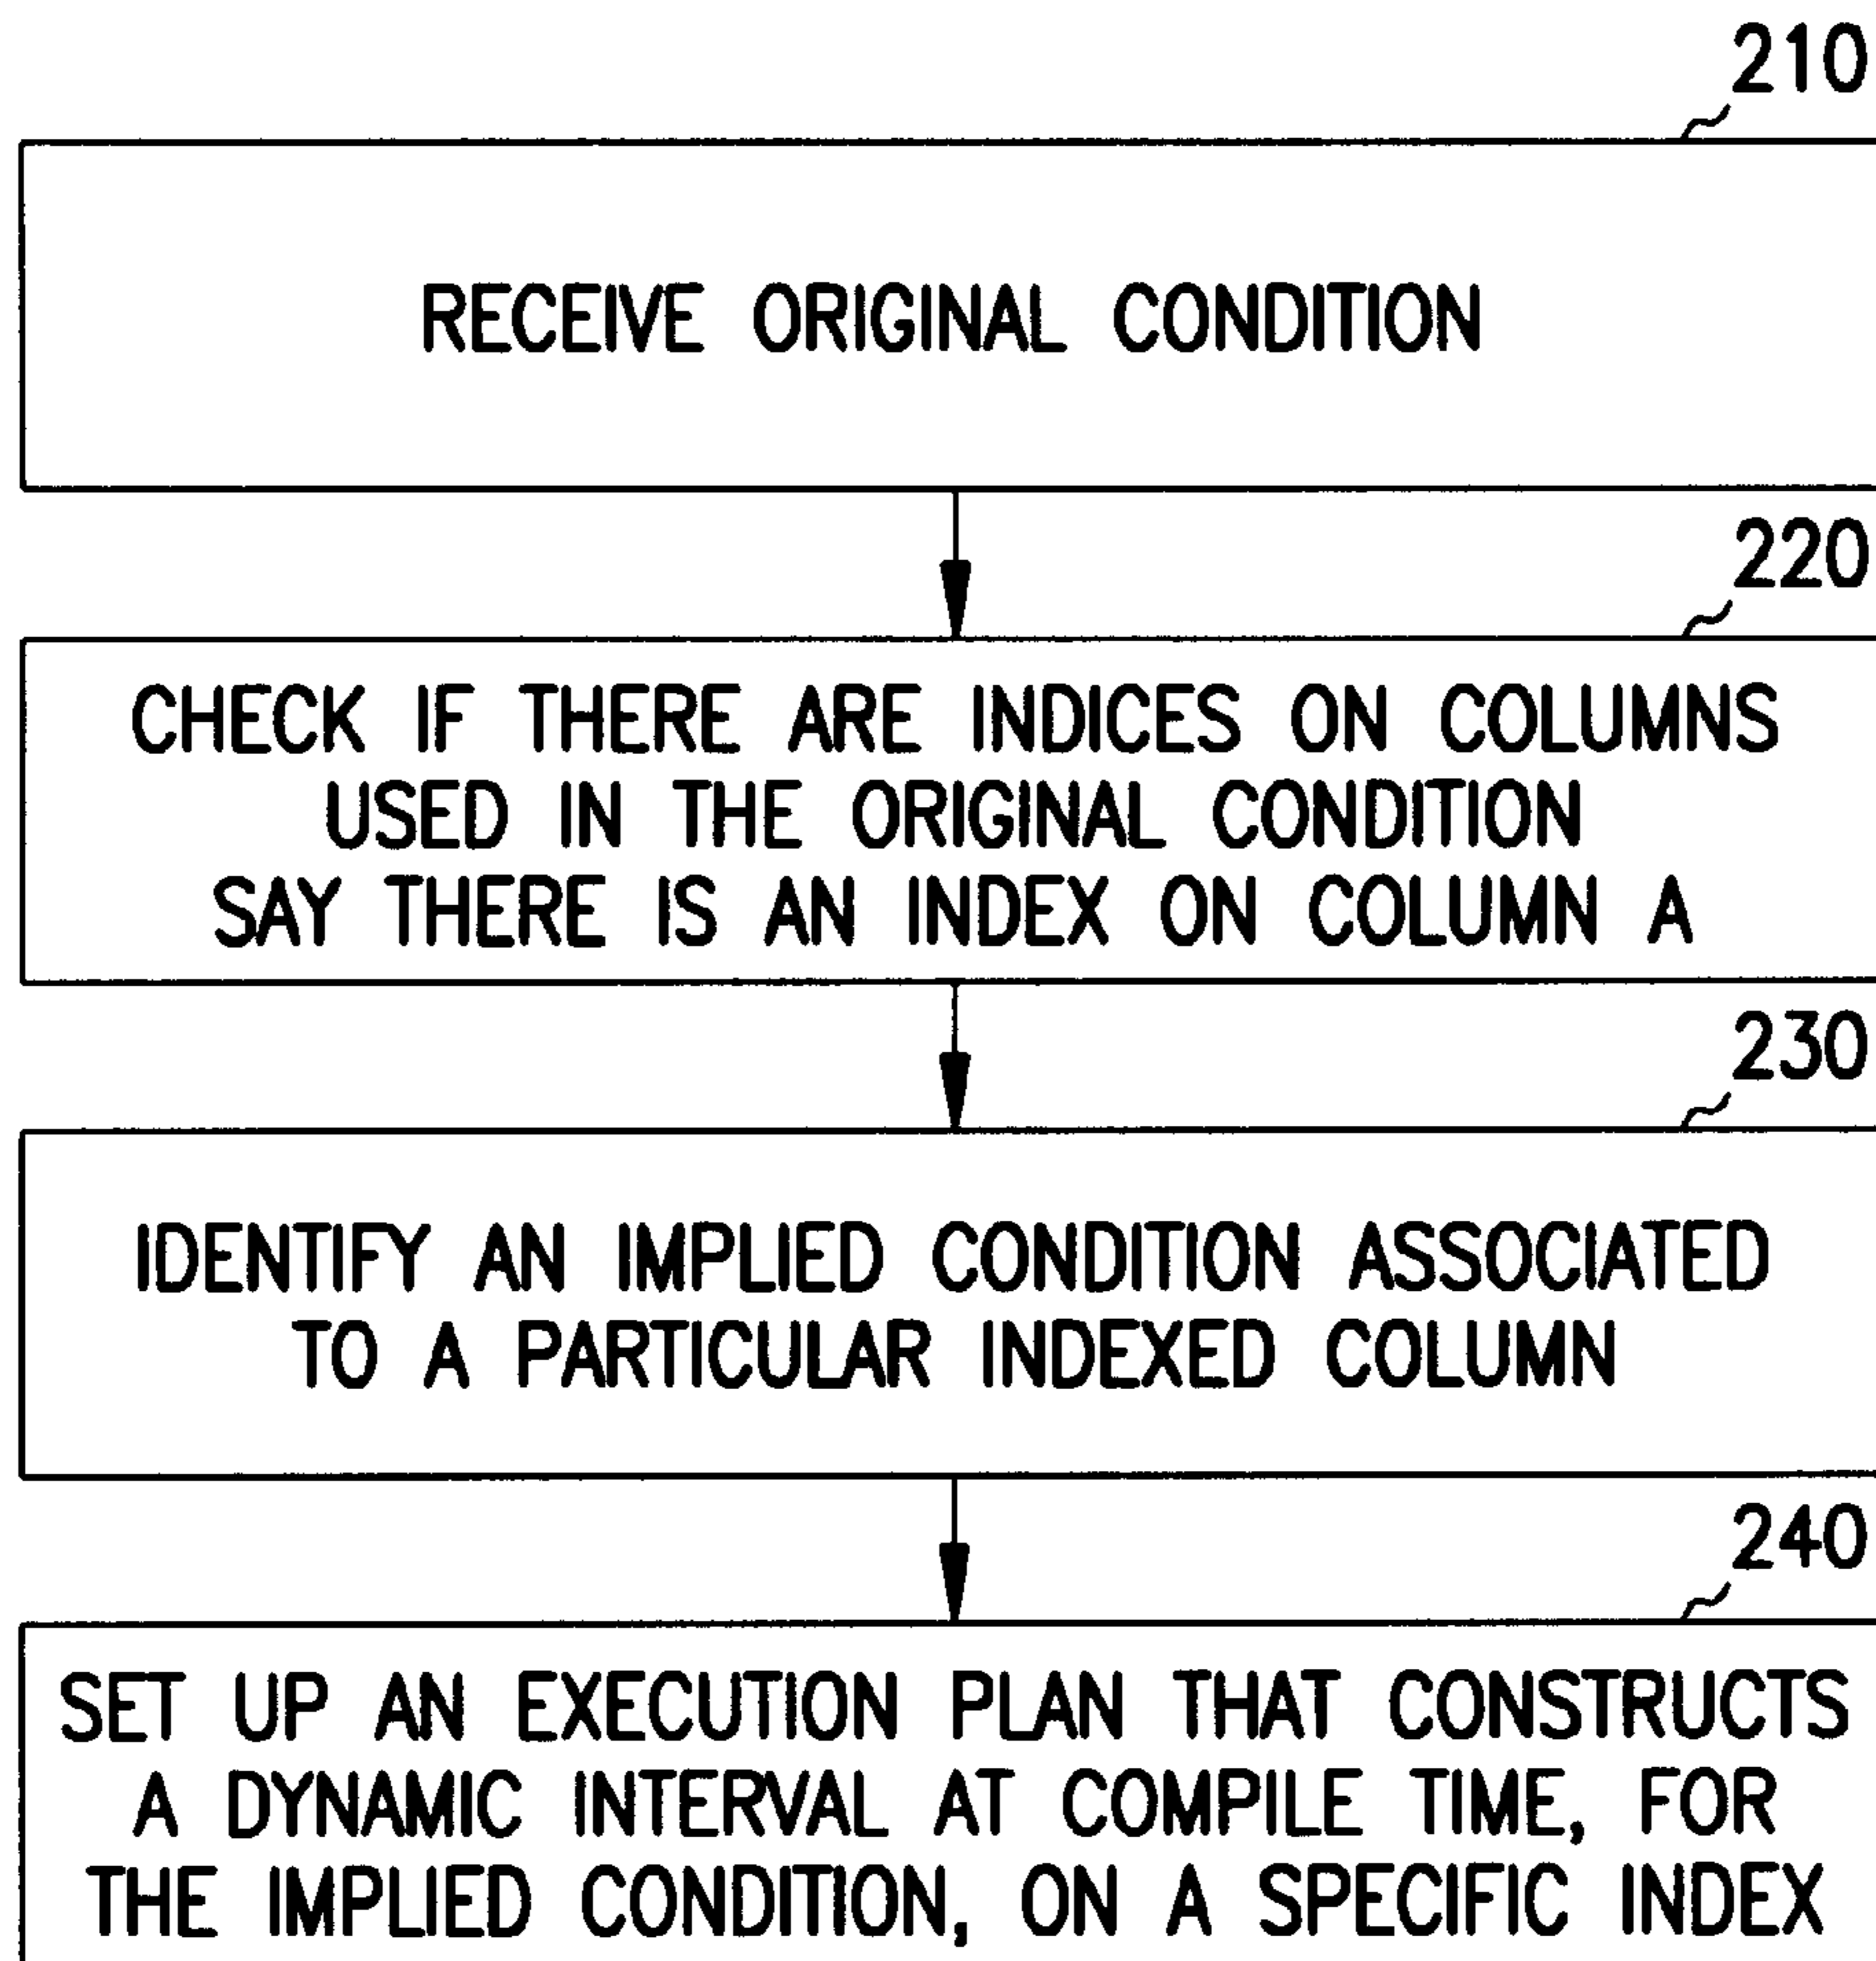 210
RECEIVE ORIGINAL CONDITION
220
CHECK IF THERE ARE INDICES ON COLUMNS
USED IN THE ORIGINAL CONDITION
SAY THERE IS AN INDEX ON COLUMN A
230
IDENTIFY AN IMPLIED CONDITION ASSOCIATED
TO A PARTICULAR INDEXED COLUMN
240
SET UP AN EXECUTION PLAN THAT CONSTRUCTS
A DYNAMIC INTERVAL AT COMPILE TIME, FOR
THE IMPLIED CONDITION, ON A SPECIFIC INDEX